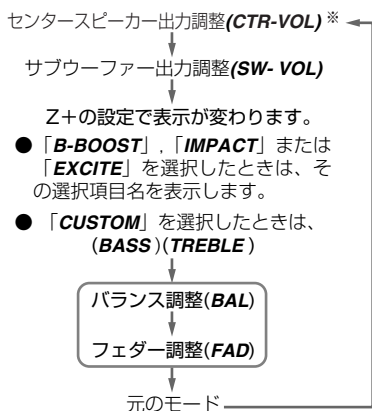 センタースピーカー出力調整(CTR-VOL)※
サブウーファー出力調整(SW- VOL)
Z＋の設定で表示が変わります。
●「B-BOOST」,「IMPACT」または
「EXCITE」を選択したときは、そ
の選択項目名を表示します。
●「CUSTOM」を選択したときは、
(BASS )(TREBLE )
バランス調整(BAL)
フェダー調整(FAD)
元のモード